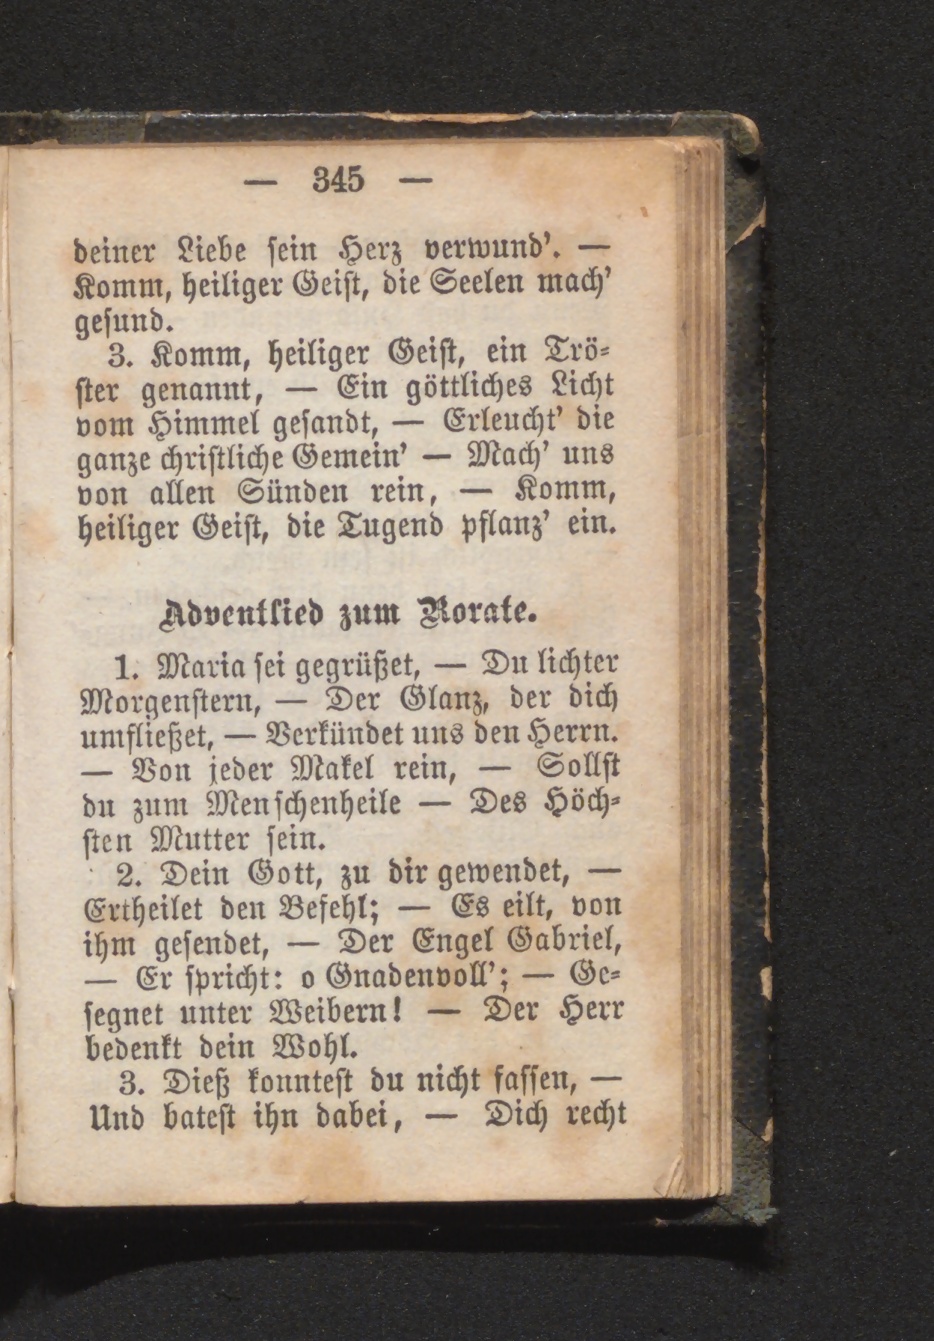 — 345 —
deiner Liebe sein Herz verwund’. —
Komm, heiliger Geist, die Seelen mach’
gesund.
3. Komm, heiliger Geist, ein Trö-
ster genannt, — Ein göttliches Licht
vom Himmel gesandt, — Erleucht’ die
ganze christliche Gemein’ — Mach’ uns
von allen Sünden rein, — Komm,
heiliger Geist, die Tugend pflanz’ ein.
Adventlied zum Rorate.
1. Maria sei gegrüßet, — Du lichter
Morgenstern, — Der Glanz, der dich
umfließet, — Verkündet uns den Herrn.
— Von jeder Makel rein, — Sollst
du zum Menschenheile — Des Höch-
sten Mutter sein.
2. Dein Gott, zu dir gewendet, —
Ertheilet den Befehl; — Es eilt, von
ihm gesendet, — Der Engel Gabriel,
— Er spricht: o Gnadenvoll’; — Ge-
segnet unter Weibern! — Der Herr
bedenkt dein Wohl.
3. Dieß konntest du nicht fassen, —
Und batest ihn dabei, — Dich recht